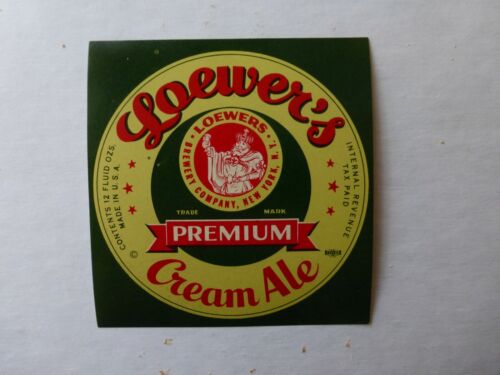 Loewer's
LOEWERS
BREWERY COMPANY, NEW YORK, N. Y.
CONTENTS 12 FLUID OZS.
MADE IN U.S.A.
INTERNAL REVENUE
TAX PAID
TRADE MARK
PREMIUM
Cream Ale
©